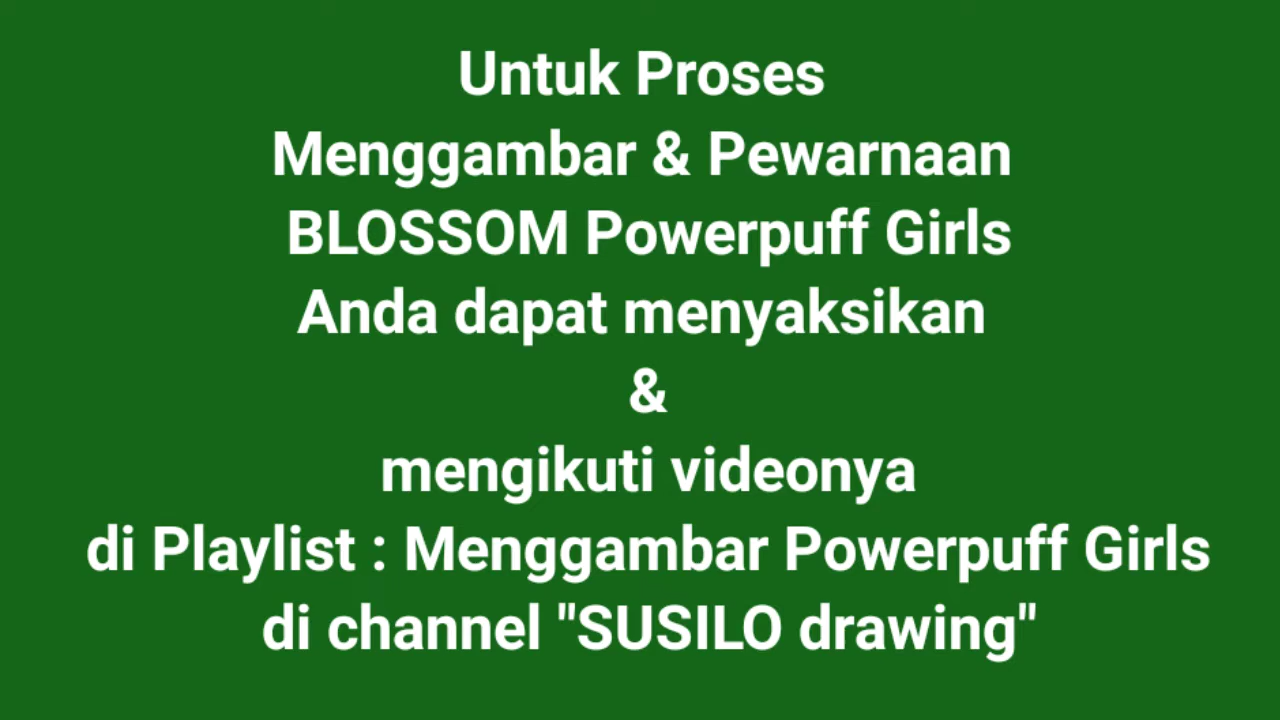 Untuk Proses
Menggambar & Pewarnaan
BLOSSOM Powerpuff Girls
Anda dapat menyaksikan
&
mengikuti videonya
di Playlist : Menggambar Powerpuff Girls
di channel "SUSILO drawing"